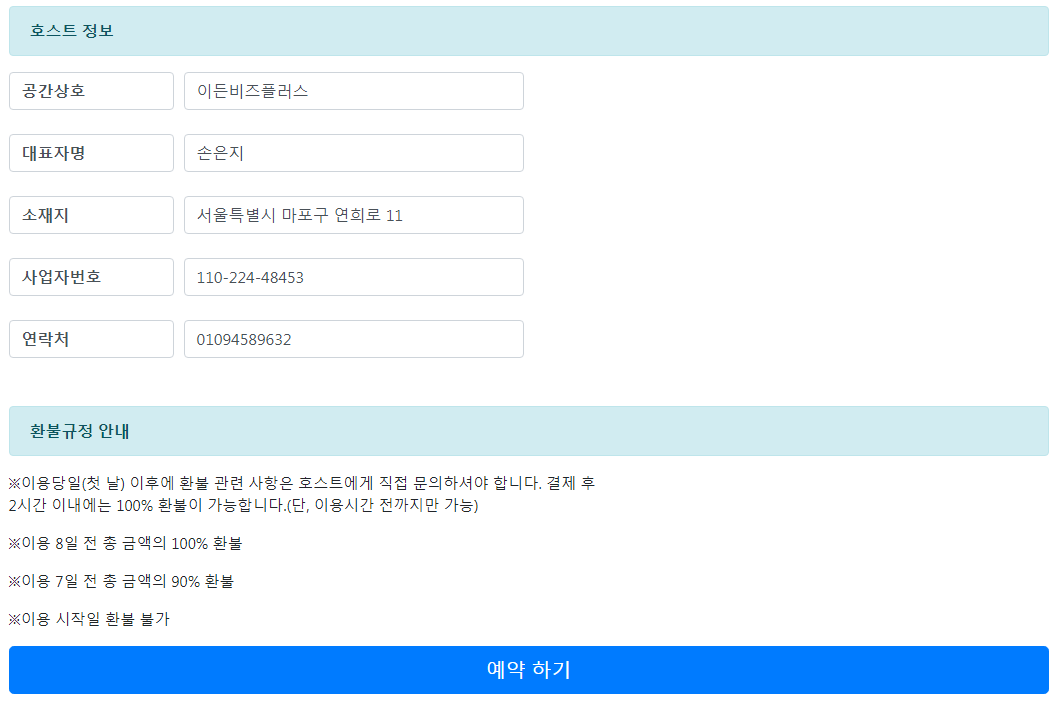 호스트 정보
공간상호 이든비즈플러스
대표자명 손은지
소재지 서울특별시 마포구 연희로 11
사업자번호 110-224-48453
연락처 01094589632
환불규정 안내
※이용당일(첫 날) 이후에 환불 관련 사항은 호스트에게 직접 문의하셔야 합니다. 결제 후
2시간 이내에는 100% 환불이 가능합니다.(단, 이용시간 전까지만 가능)
※이용 8일 전 총 금액의 100% 환불
※이용 7일 전 총 금액의 90% 환불
※이용 시작일 환불 불가
예약 하기